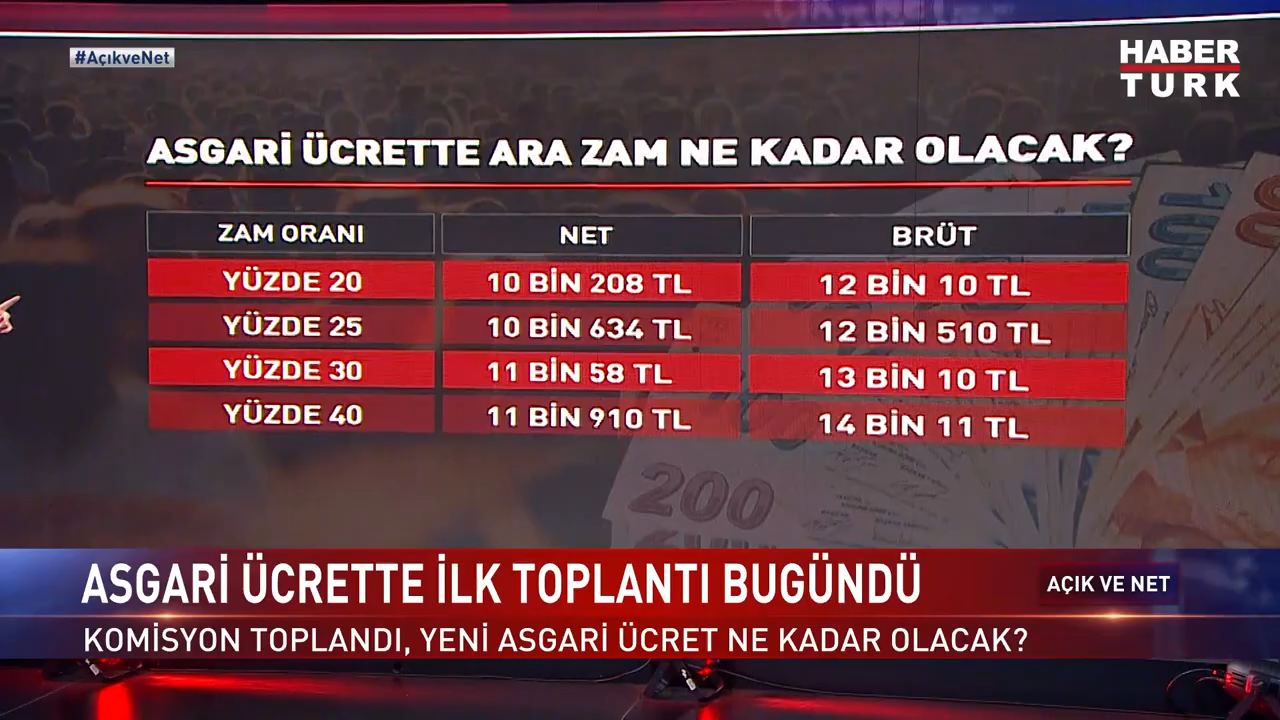 #AçıkveNet
HABER
TURK
ASGARİ ÜCRETTE ARA ZAM NE KADAR OLACAK?
ZAM ORANI NET BRÜT
YÜZDE 20 10 BİN 208 TL 12 BİN 10 TL
YÜZDE 25 10 BİN 634 TL 12 BİN 510 TL
YÜZDE 30 11 BİN 58 TL 13 BİN 10 TL
YÜZDE 40 11 BİN 910 TL 14 BİN 11 TL
200
100
ASGARİ ÜCRETTE İLK TOPLANTI BUGÜNDÜ
AÇIK VE NET
KOMİSYON TOPLANDI, YENİ ASGARİ ÜCRET NE KADAR OLACAK?